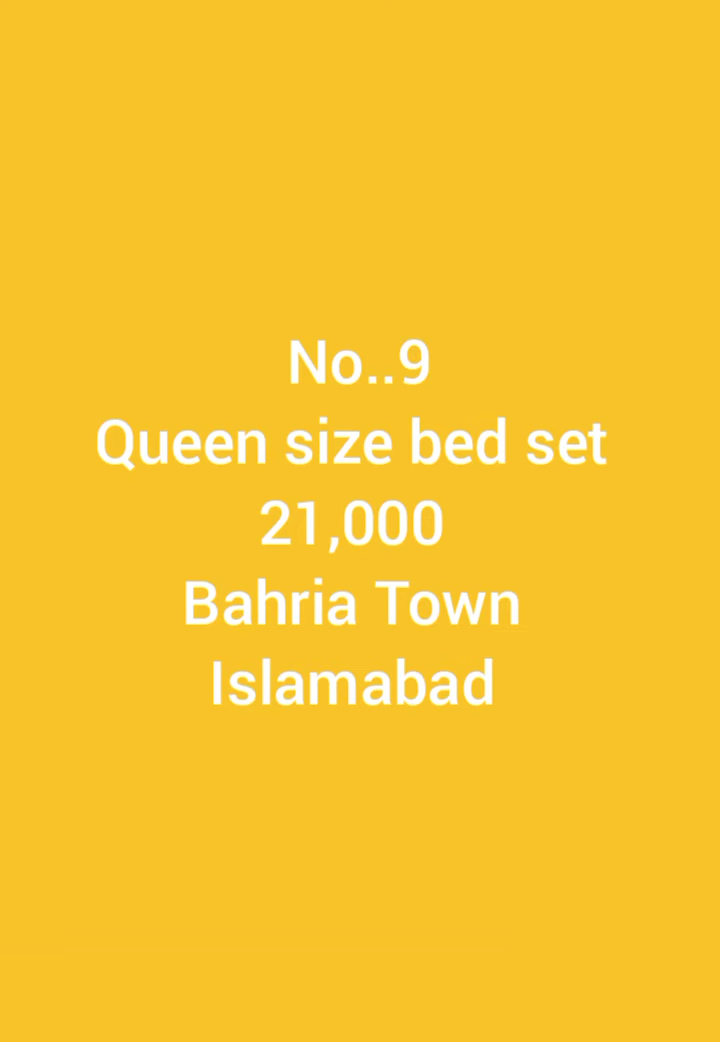 No..9
Queen size bed set
21,000
Bahria Town
Islamabad